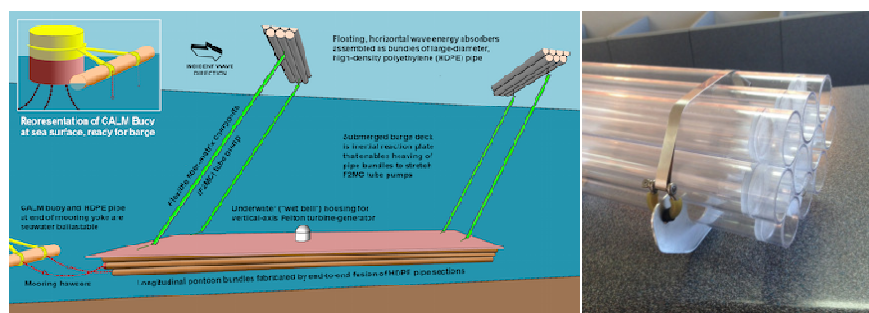 Floating, horizontal wave energy absorbers
assembled as bundles of large-diameter,
high-density polyethylene (HDPE) pipe
Representation of CALM Buoy
at sea surface, ready for barge
Submerged barge deck
is inertial reaction plate
that enables heaving of
pipe bundles to stretch
F2MC tube pumps
CALM buoy and HDPE pipe
at end of mooring yoke are
seawater ballastable
Underwater ("wet bell") housing for
vertical-axis Pelton turbine-generator
Mooring hawsers
Longitudinal pontoon bundles fabricated by end-to-end fusion of HDPE pipe sections